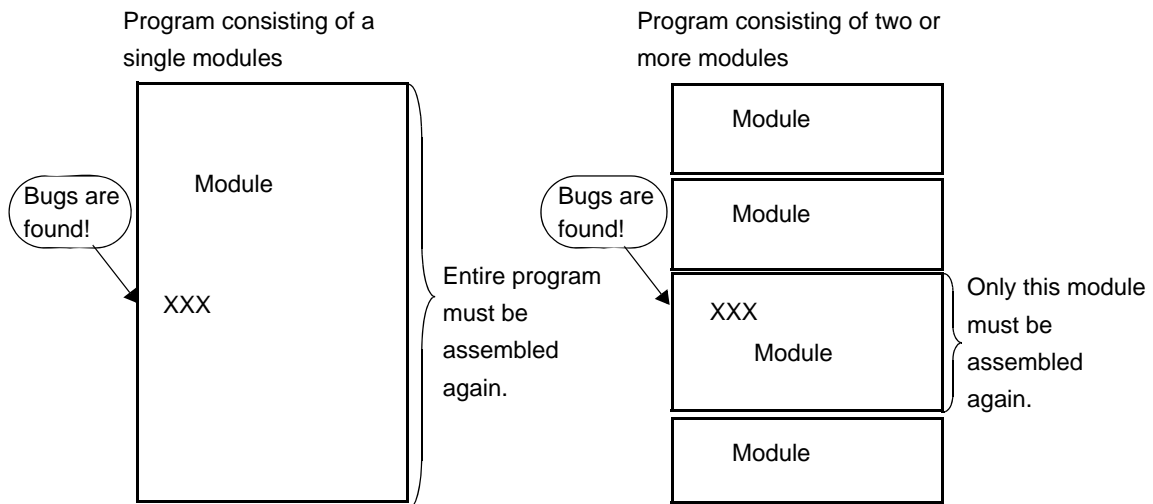 Program consisting of a
single modules
Bugs are
found!
Module
XXX
Entire program
must be
assembled
again.
Program consisting of two or
more modules
Module
Module
Bugs are
found!
XXX
Module
Only this module
must be
assembled
again.
Module